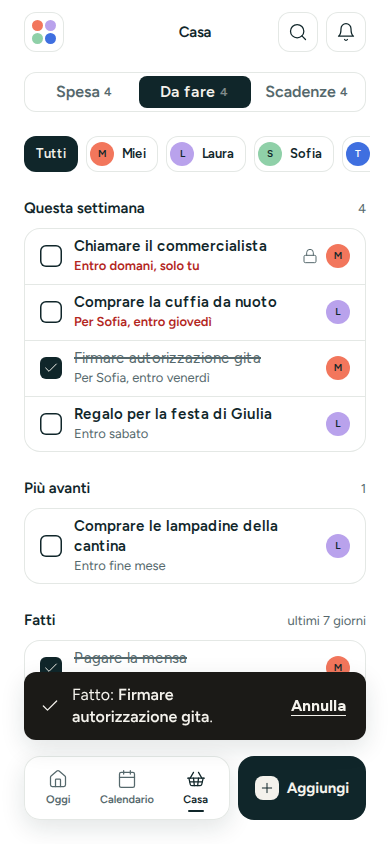 Casa
Spesa 4
Da fare 4
Scadenze 4
Tutti
M Miei
L Laura
S Sofia
T
Questa settimana 4
Chiamare il commercialista
Entro domani, solo tu
M
Comprare la cuffia da nuoto
Per Sofia, entro giovedì
L
Firmare autorizzazione gita
Per Sofia, entro venerdì
M
Regalo per la festa di Giulia
Entro sabato
L
Più avanti 1
Comprare le lampadine della
cantina
Entro fine mese
L
Fatti ultimi 7 giorni
Pagare la mensa
M
Fatto: Firmare
autorizzazione gita.
Annulla
Oggi
Calendario
Casa
Aggiungi